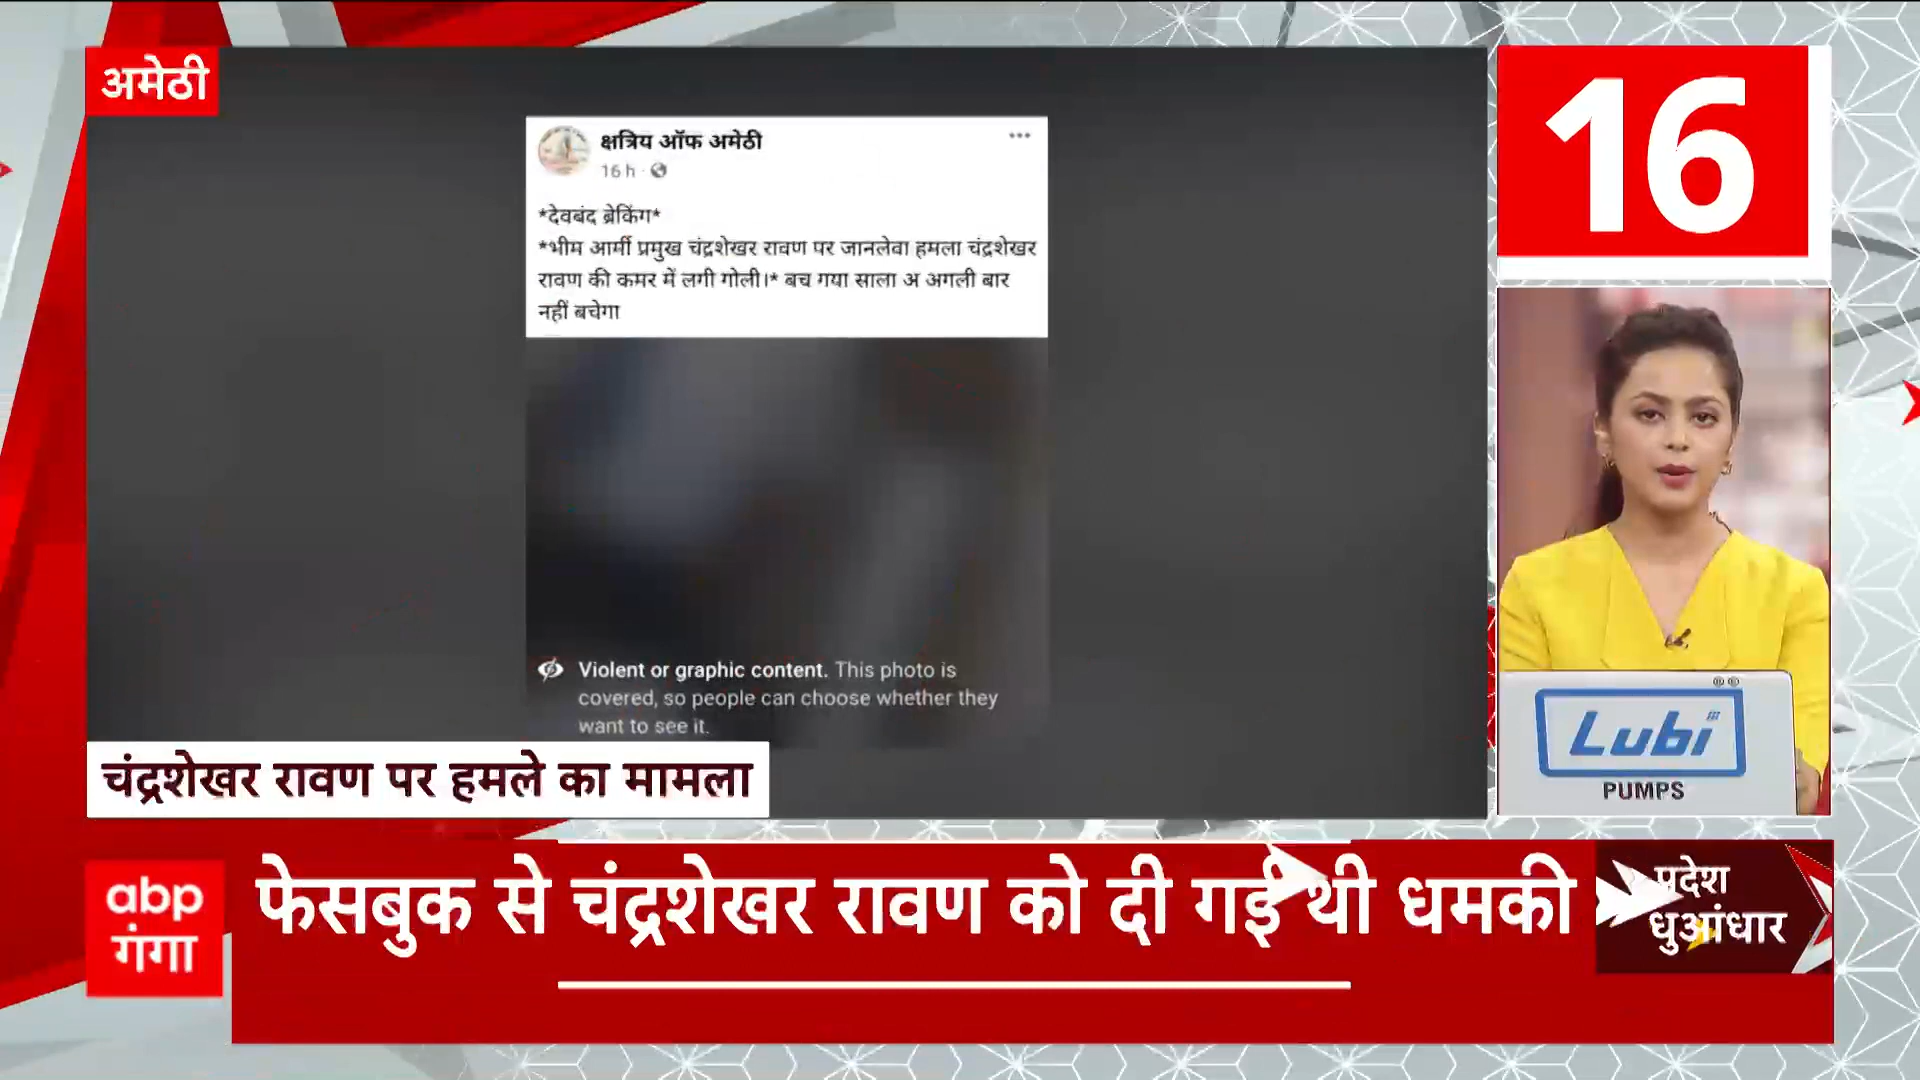 अमेठी
16
क्षत्रिय ऑफ अमेठी
16 h
*देवबंद ब्रेकिंग*
*भीम आर्मी प्रमुख चंद्रशेखर रावण पर जानलेवा हमला चंद्रशेखर
रावण की कमर में लगी गोली।* बच गया साला अ अगली बार
नहीं बचेगा
Violent or graphic content. This photo is
covered, so people can choose whether they
want to see it.
Lubi
PUMPS
चंद्रशेखर रावण पर हमले का मामला
abp
गंगा
फेसबुक से चंद्रशेखर रावण को दी गई थी धमकी
प्रदेश
धुआंधार